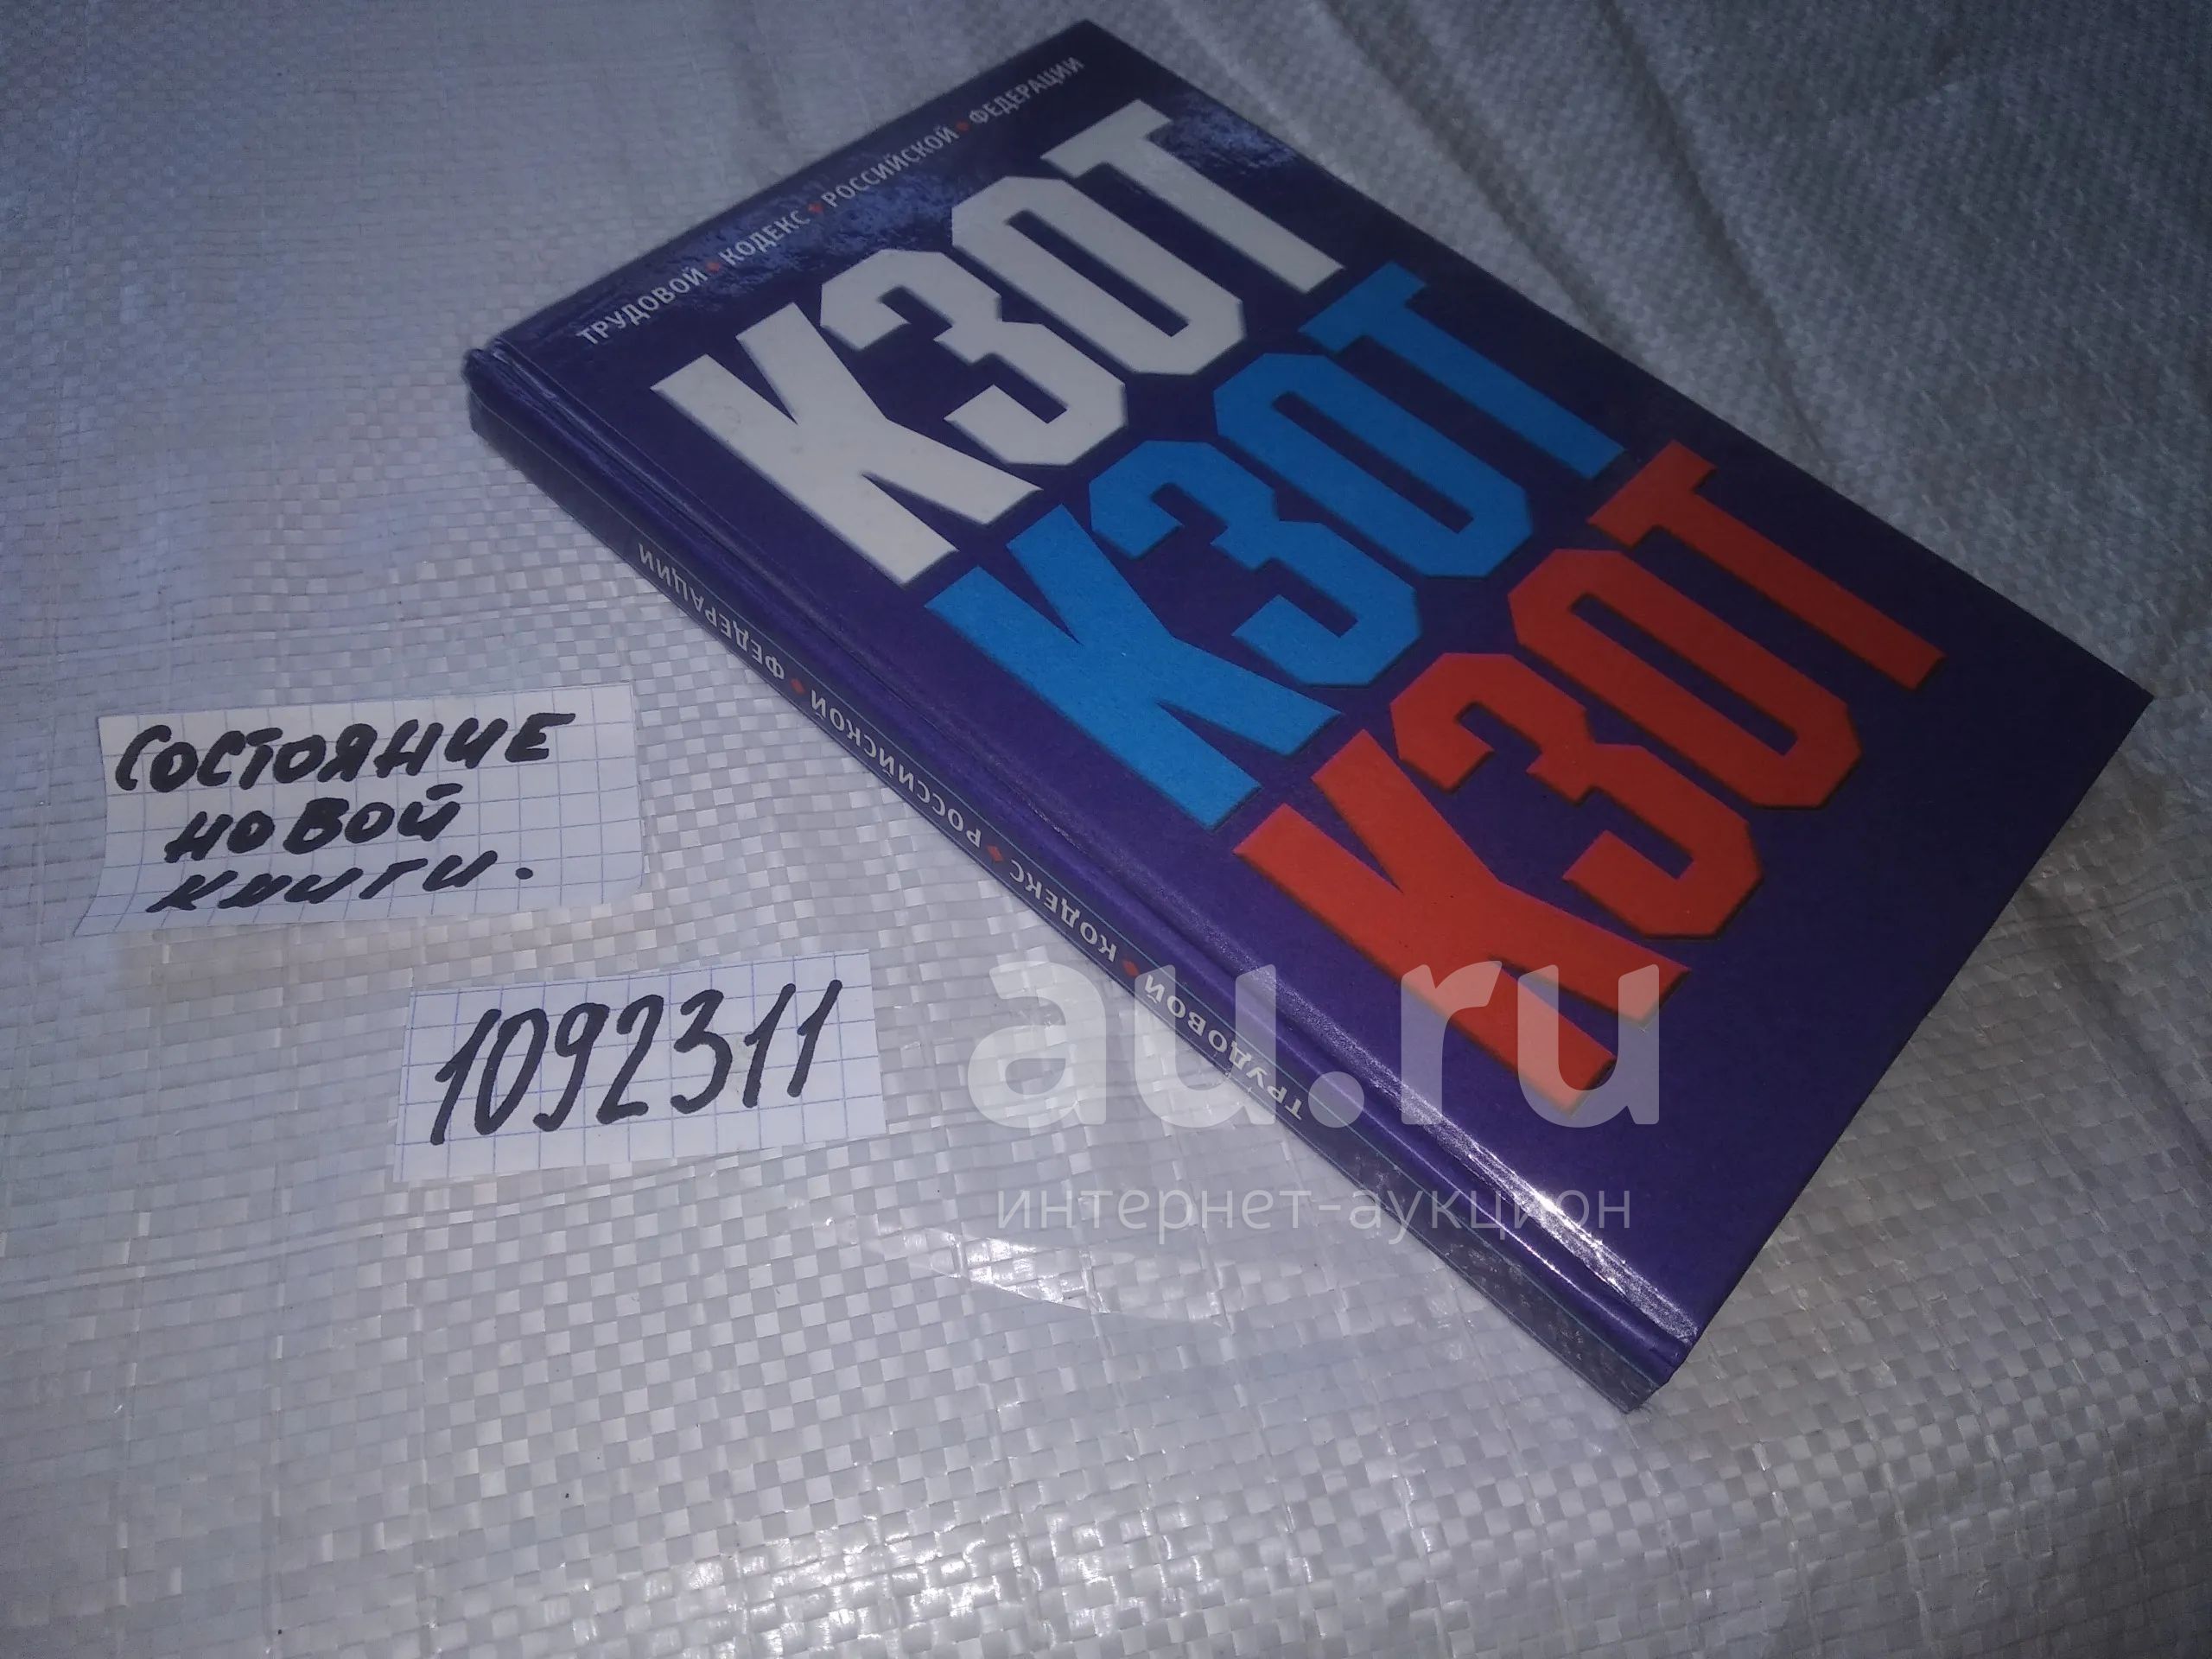 ТРУДОВОЙ ♦ КОДЕКС ♦ РОССИЙСКОЙ ♦ ФЕДЕРАЦИИ
КЗОТ
КЗОТ
КЗОТ
ТРУДОВОЙ ♦ КОДЕКС ♦ РОССИЙСКОЙ ♦ ФЕДЕРАЦИИ
СОСТОЯНИЕ
НОВОЙ
КНИГИ.
1092311
au.ru
интернет-аукцион